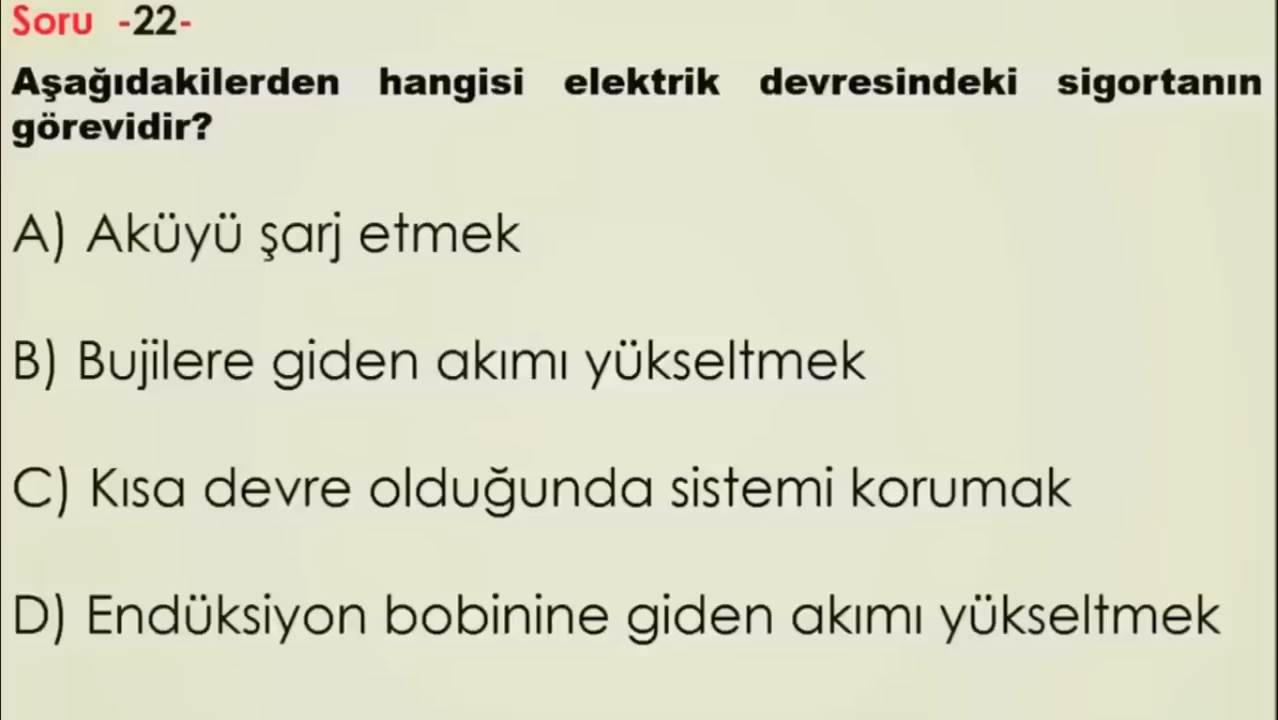 Soru -22-
Aşağıdakilerden hangisi elektrik devresindeki sigortanın
görevidir?
A) Aküyü şarj etmek
B) Bujilere giden akımı yükseltmek
C) Kısa devre olduğunda sistemi korumak
D) Endüksiyon bobinine giden akımı yükseltmek